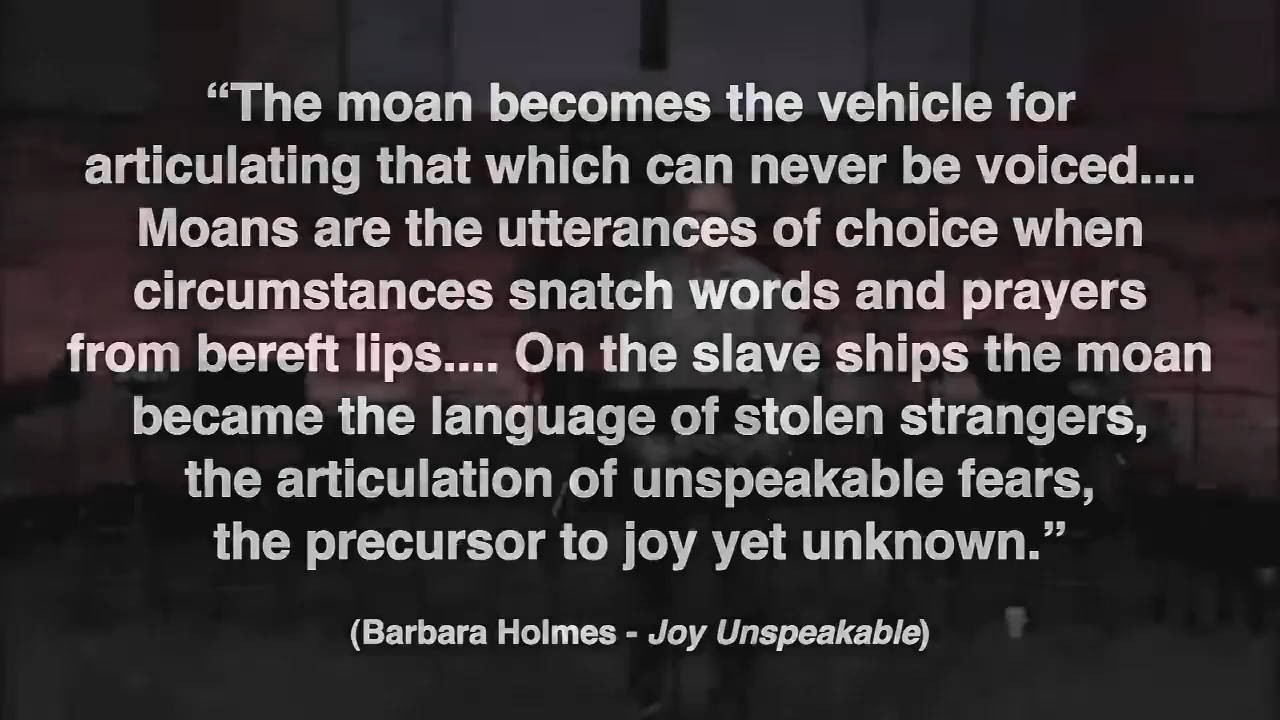 “The moan becomes the vehicle for
articulating that which can never be voiced....
Moans are the utterances of choice when
circumstances snatch words and prayers
from bereft lips.... On the slave ships the moan
became the language of stolen strangers,
the articulation of unspeakable fears,
the precursor to joy yet unknown.”
(Barbara Holmes - Joy Unspeakable)